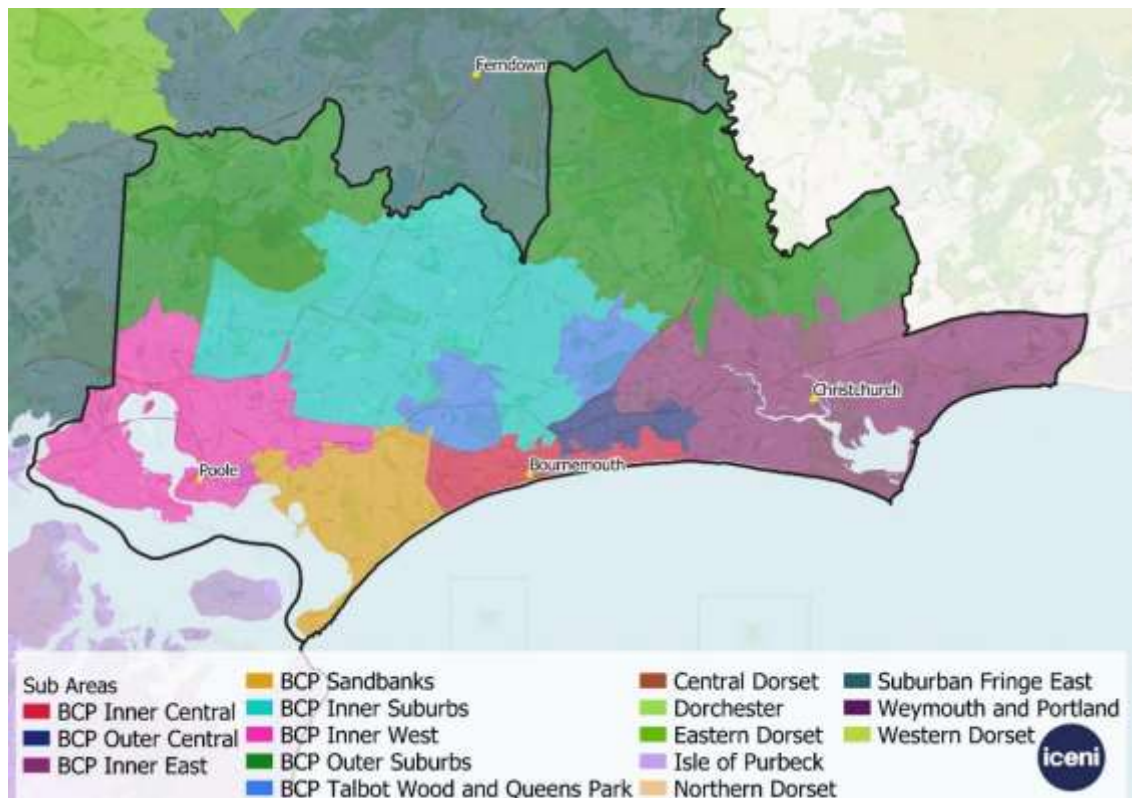 Ferndown
Christchurch
Poole
Bournemouth
Sub Areas
BCP Inner Central
BCP Outer Central
BCP Inner East
BCP Sandbanks
BCP Inner Suburbs
BCP Inner West
BCP Outer Suburbs
BCP Talbot Wood and Queens Park
Central Dorset
Dorchester
Eastern Dorset
Isle of Purbeck
Northern Dorset
Suburban Fringe East
Weymouth and Portland
Western Dorset
iceni